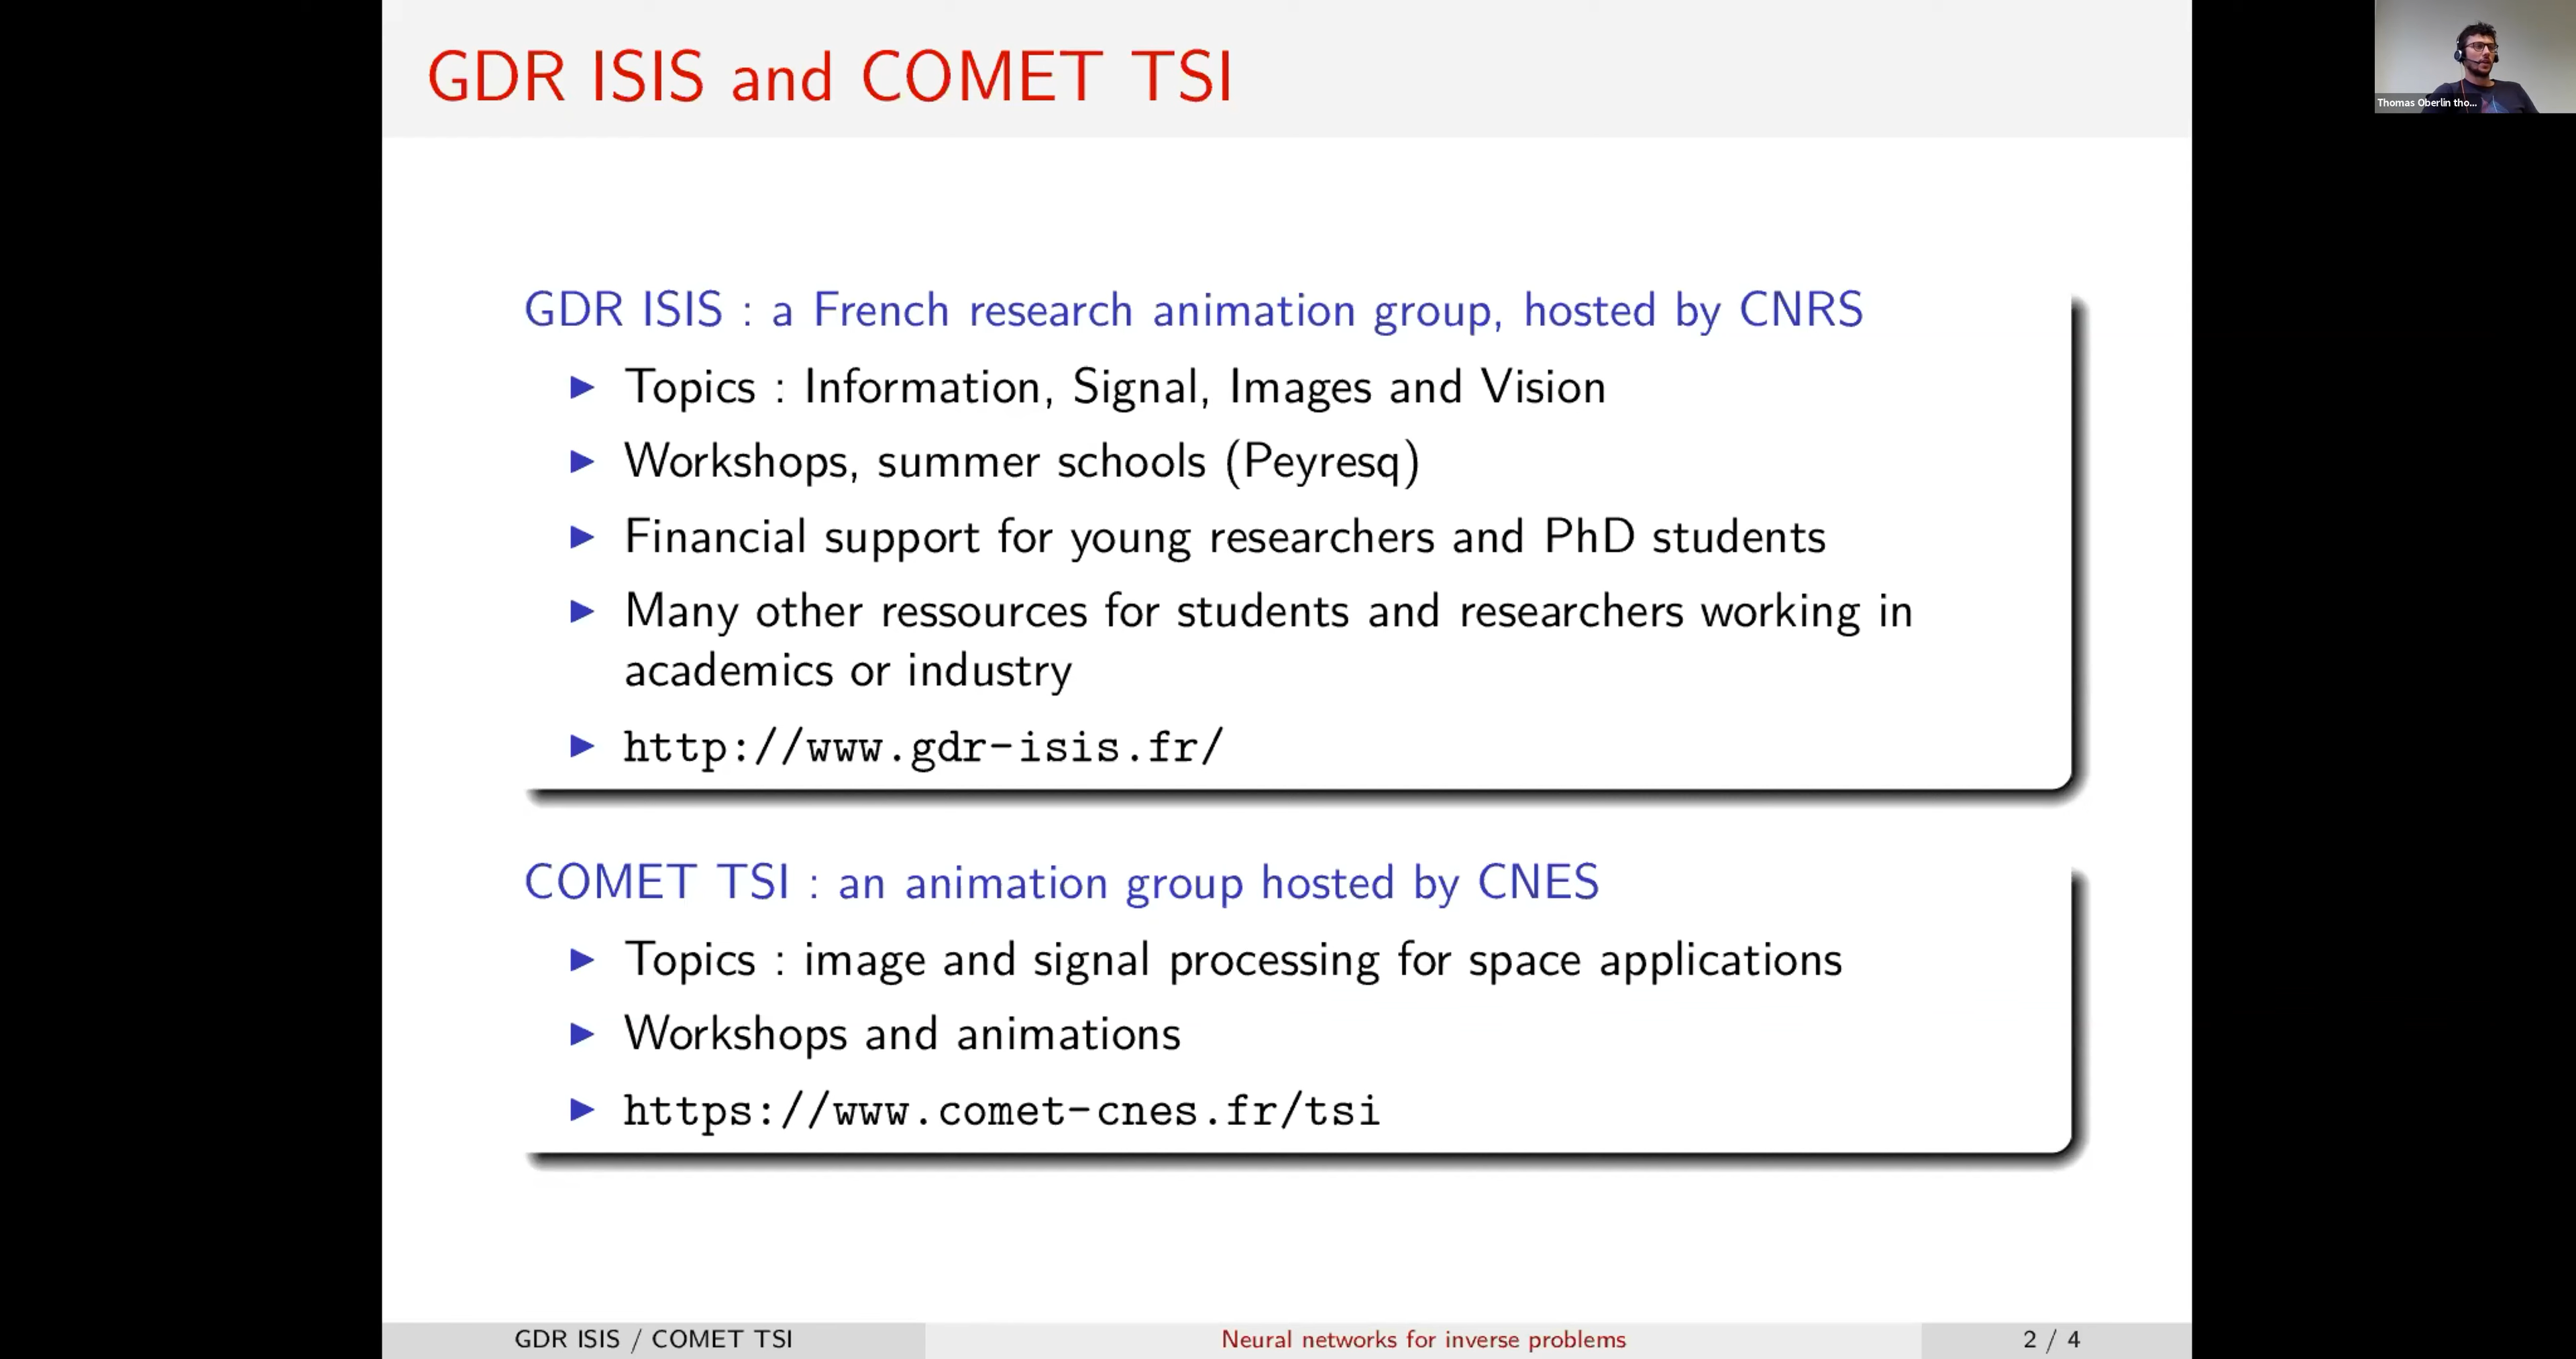 GDR ISIS and COMET TSI
Thomas Oberlin tho...
GDR ISIS : a French research animation group, hosted by CNRS
▶ Topics : Information, Signal, Images and Vision
▶ Workshops, summer schools (Peyresq)
▶ Financial support for young researchers and PhD students
▶ Many other ressources for students and researchers working in
academics or industry
▶ http://www.gdr-isis.fr/
COMET TSI : an animation group hosted by CNES
▶ Topics : image and signal processing for space applications
▶ Workshops and animations
▶ https://www.comet-cnes.fr/tsi
GDR ISIS / COMET TSI
Neural networks for inverse problems
2 / 4